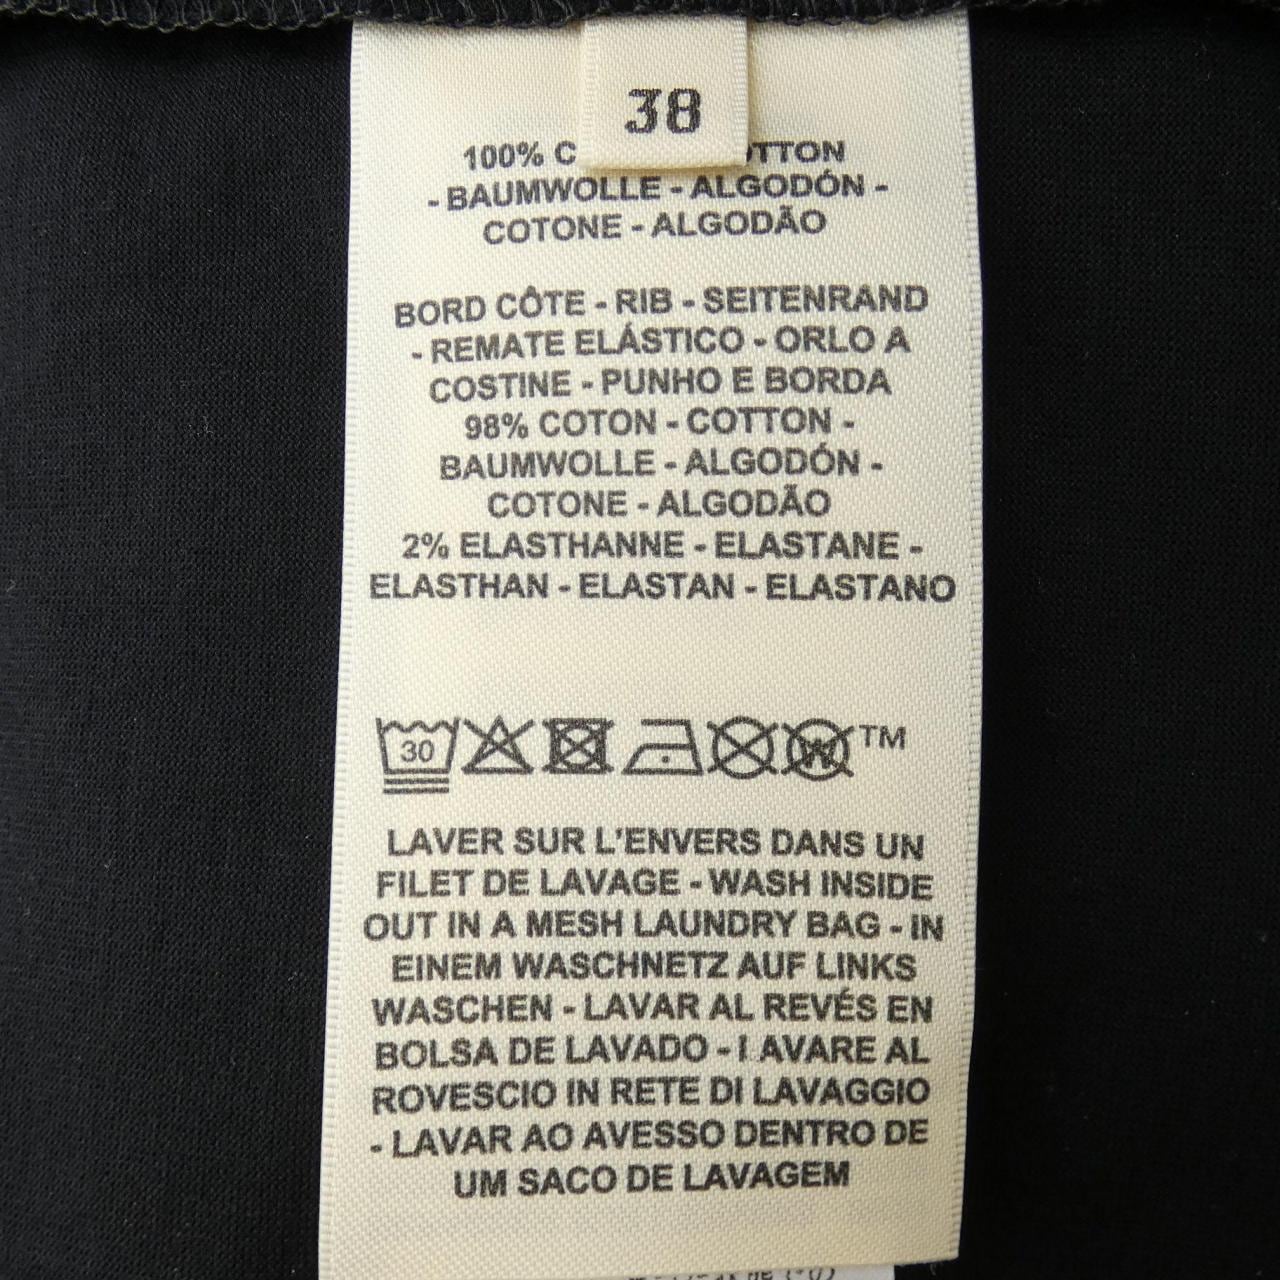 38
100% TTON
- BAUMWOLLE - ALGODÓN -
COTONE - ALGODÃO
BORD CÔTE - RIB - SEITENRAND
- REMATE ELÁSTICO - ORLO A
COSTINE - PUNHO E BORDA
98% COTON - COTTON -
BAUMWOLLE - ALGODÓN -
COTONE - ALGODÃO
2% ELASTHANNE - ELASTANE -
ELASTHAN - ELASTAN - ELASTANO
30 W TM
LAVER SUR L'ENVERS DANS UN
FILET DE LAVAGE - WASH INSIDE
OUT IN A MESH LAUNDRY BAG - IN
EINEM WASCHNETZ AUF LINKS
WASCHEN - LAVAR AL REVÉS EN
BOLSA DE LAVADO - LAVARE AL
ROVESCIO IN RETE DI LAVAGGIO
- LAVAR AO AVESSO DENTRO DE
UM SACO DE LAVAGEM